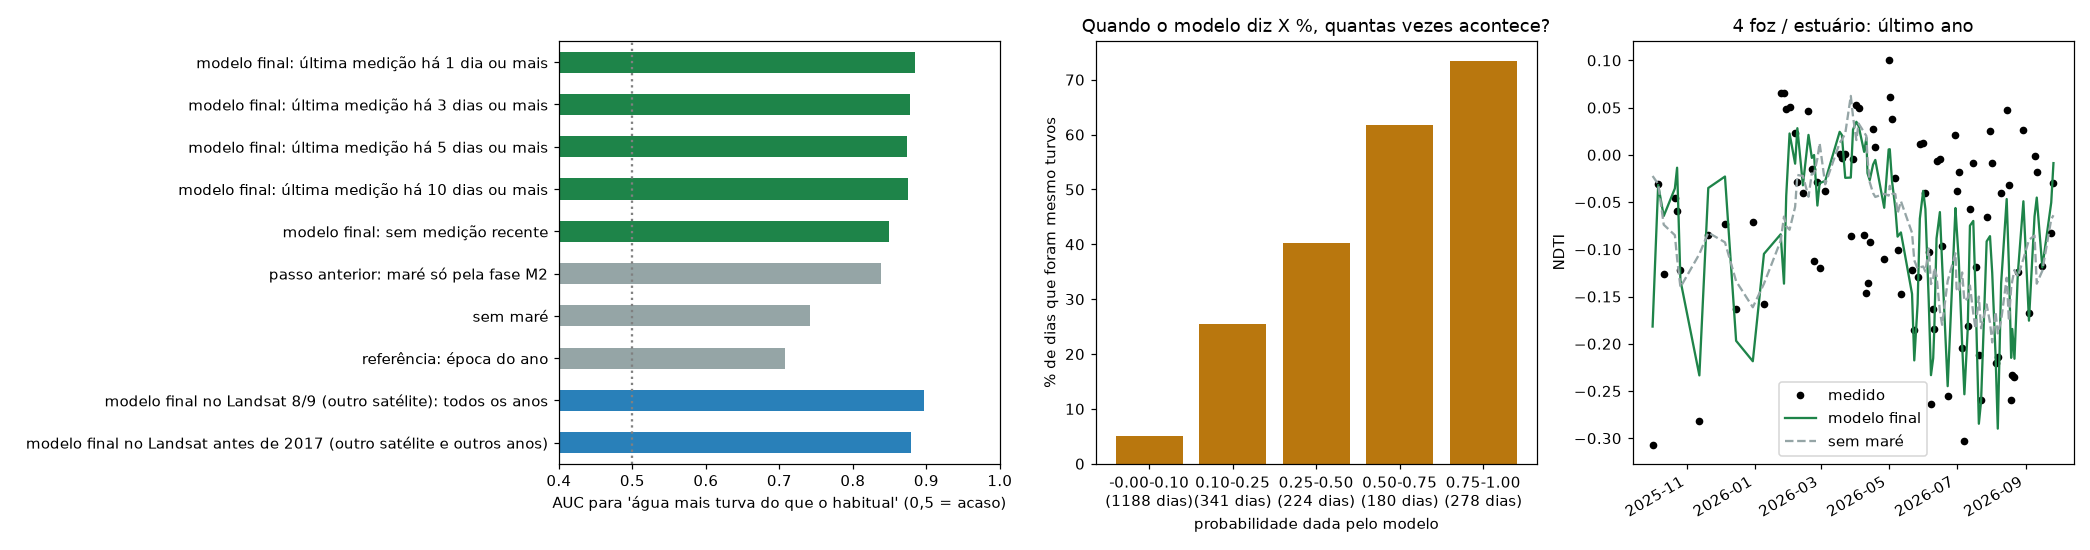 modelo final: última medição há 1 dia ou mais
modelo final: última medição há 3 dias ou mais
modelo final: última medição há 5 dias ou mais
modelo final: última medição há 10 dias ou mais
modelo final: sem medição recente
passo anterior: maré só pela fase M2
sem maré
referência: época do ano
modelo final no Landsat 8/9 (outro satélite): todos os anos
modelo final no Landsat antes de 2017 (outro satélite e outros anos)
0.4 0.5 0.6 0.7 0.8 0.9 1.0
AUC para 'água mais turva do que o habitual' (0,5 = acaso)
Quando o modelo diz X %, quantas vezes acontece?
% de dias que foram mesmo turvos
70
60
50
40
30
20
10
0
-0.00-0.10 0.10-0.25 0.25-0.50 0.50-0.75 0.75-1.00
(1188 dias) (341 dias) (224 dias) (180 dias) (278 dias)
probabilidade dada pelo modelo
4 foz / estuário: último ano
NDTI
0.10
0.05
0.00
−0.05
−0.10
−0.15
−0.20
−0.25
−0.30
medido
modelo final
sem maré
2025-11 2026-01 2026-03 2026-05 2026-07 2026-09